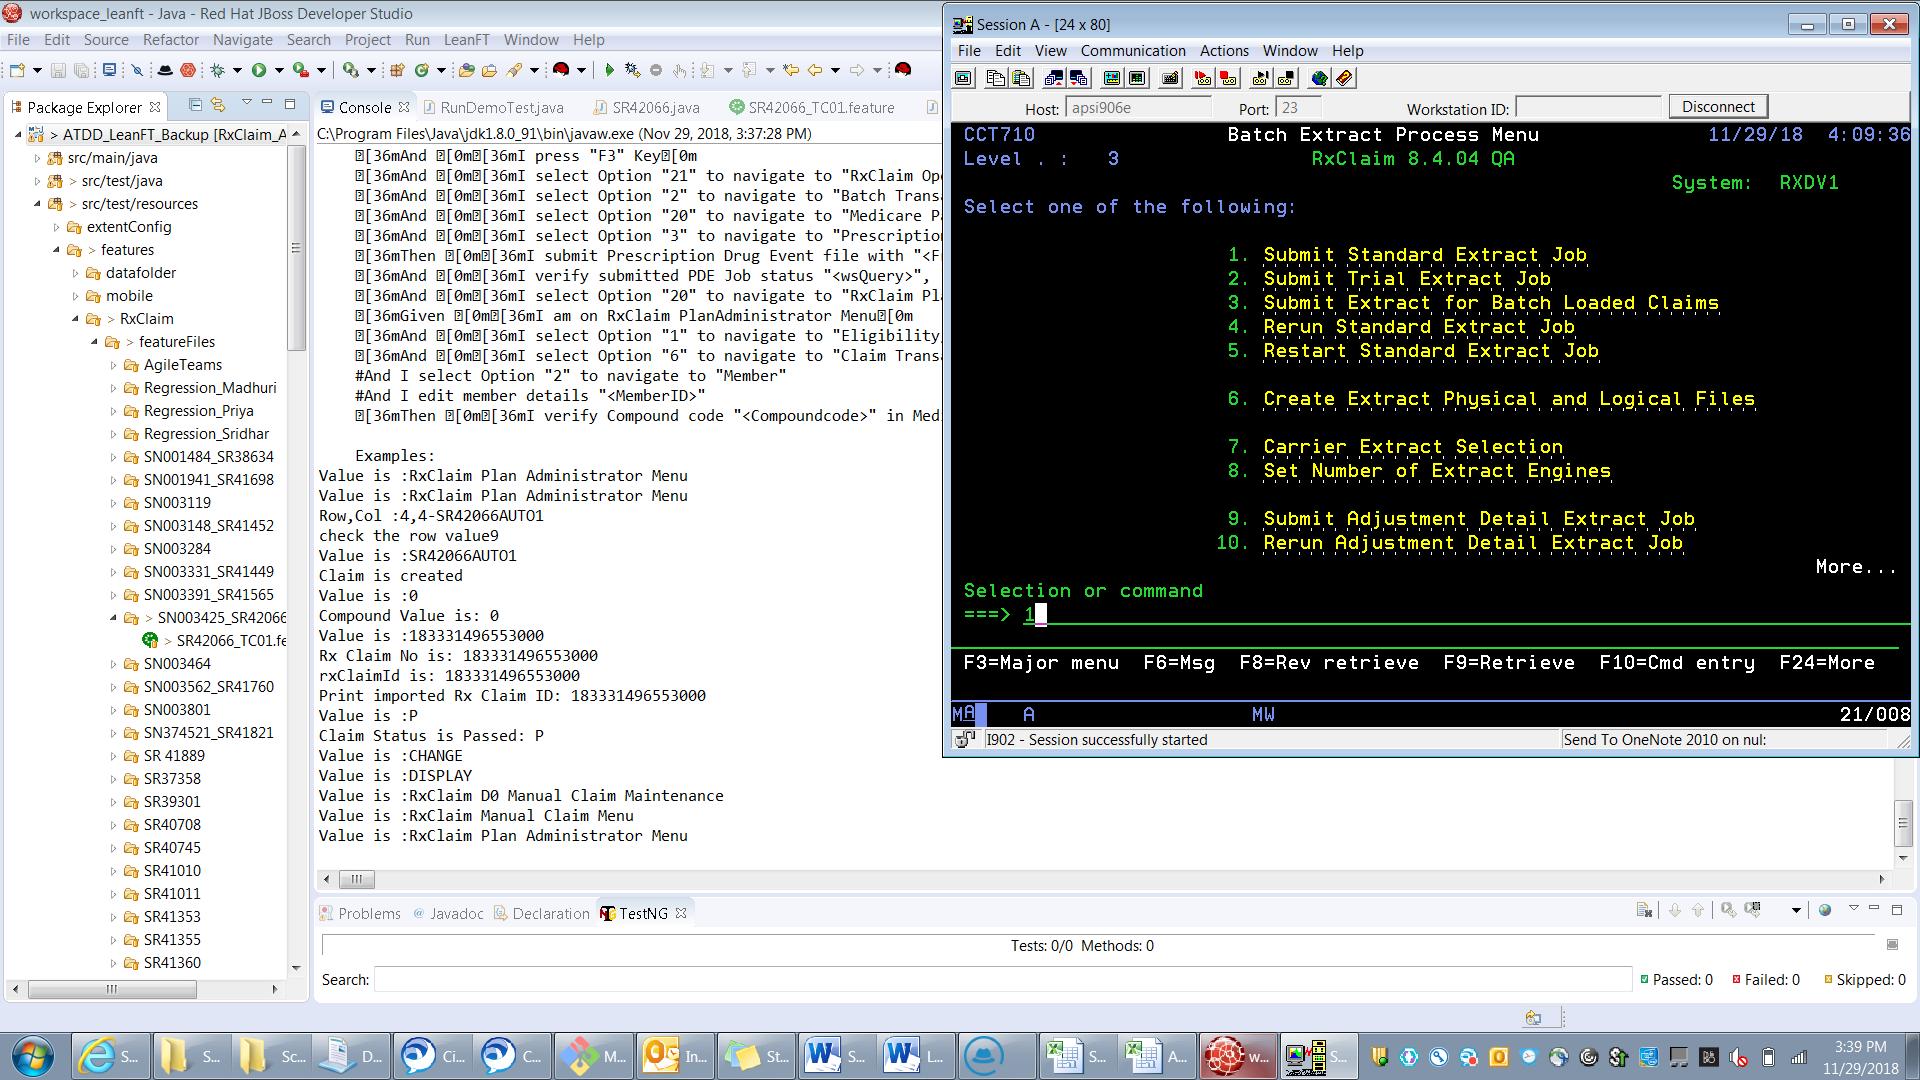 workspace_leanft - Java - Red Hat JBoss Developer Studio
File Edit Source Refactor Navigate Search Project Run LeanFT Window Help
Package Explorer
> ATDD_LeanFT_Backup [RxClaim_A
src/main/java
> src/test/java
> src/test/resources
extentConfig
> features
datafolder
mobile
> RxClaim
> featureFiles
AgileTeams
Regression_Madhuri
Regression_Priya
Regression_Sridhar
SN001484_SR38634
SN001941_SR41698
SN003119
SN003148_SR41452
SN003284
SN003331_SR41449
SN003391_SR41565
> SN003425_SR42066
> SR42066_TC01.fe
SN003464
SN003562_SR41760
SN003801
SN374521_SR41821
SR 41889
SR37358
SR39301
SR40708
SR40745
SR41010
SR41011
SR41353
SR41355
SR41360
Console RunDemoTest.java SR42066.java SR42066_TC01.feature
C:\Program Files\Java\jdk1.8.0_91\bin\javaw.exe (Nov 29, 2018, 3:37:28 PM)
[36mAnd [0m[36mI press "F3" Key[0m
[36mAnd [0m[36mI select Option "21" to navigate to "RxClaim Ope
[36mAnd [0m[36mI select Option "2" to navigate to "Batch Transa
[36mAnd [0m[36mI select Option "20" to navigate to "Medicare Pa
[36mAnd [0m[36mI select Option "3" to navigate to "Prescription
[36mThen [0m[36mI submit Prescription Drug Event file with "<Fr
[36mAnd [0m[36mI verify submitted PDE Job status "<wsQuery>",
[36mAnd [0m[36mI select Option "20" to navigate to "RxClaim Pla
[36mGiven [0m[36mI am on RxClaim PlanAdministrator Menu[0m
[36mAnd [0m[36mI select Option "1" to navigate to "Eligibility,
[36mAnd [0m[36mI select Option "6" to navigate to "Claim Transa
#And I select Option "2" to navigate to "Member"
#And I edit member details "<MemberID>"
[36mThen [0m[36mI verify Compound code "<Compoundcode>" in Med
Examples:
Value is :RxClaim Plan Administrator Menu
Value is :RxClaim Plan Administrator Menu
Row,Col :4,4-SR42066AUTO1
check the row value9
Value is :SR42066AUTO1
Claim is created
Value is :0
Compound Value is: 0
Value is :183331496553000
Rx Claim No is: 183331496553000
rxClaimId is: 183331496553000
Print imported Rx Claim ID: 183331496553000
Value is :P
Claim Status is Passed: P
Value is :CHANGE
Value is :DISPLAY
Value is :RxClaim D0 Manual Claim Maintenance
Value is :RxClaim Manual Claim Menu
Value is :RxClaim Plan Administrator Menu
Problems Javadoc Declaration TestNG
Tests: 0/0 Methods: 0
Search:
Passed: 0 Failed: 0 Skipped: 0
Session A - [24 x 80]
File Edit View Communication Actions Window Help
Host: apsi906e Port: 23 Workstation ID: Disconnect
CCT710 Batch Extract Process Menu 11/29/18 4:09:36
Level . : 3 RxClaim 8.4.04 QA
System: RXDV1
Select one of the following:
1. Submit Standard Extract Job
2. Submit Trial Extract Job
3. Submit Extract for Batch Loaded Claims
4. Rerun Standard Extract Job
5. Restart Standard Extract Job
6. Create Extract Physical and Logical Files
7. Carrier Extract Selection
8. Set Number of Extract Engines
9. Submit Adjustment Detail Extract Job
10. Rerun Adjustment Detail Extract Job
More...
Selection or command
===> 1
F3=Major menu F6=Msg F8=Rev retrieve F9=Retrieve F10=Cmd entry F24=More
MA A MW 21/008
I902 - Session successfully started Send To OneNote 2010 on nul:
S... S... Sc... D... Ci... C... M... In... St... S... L... S... A... w... S...
3:39 PM
11/29/2018